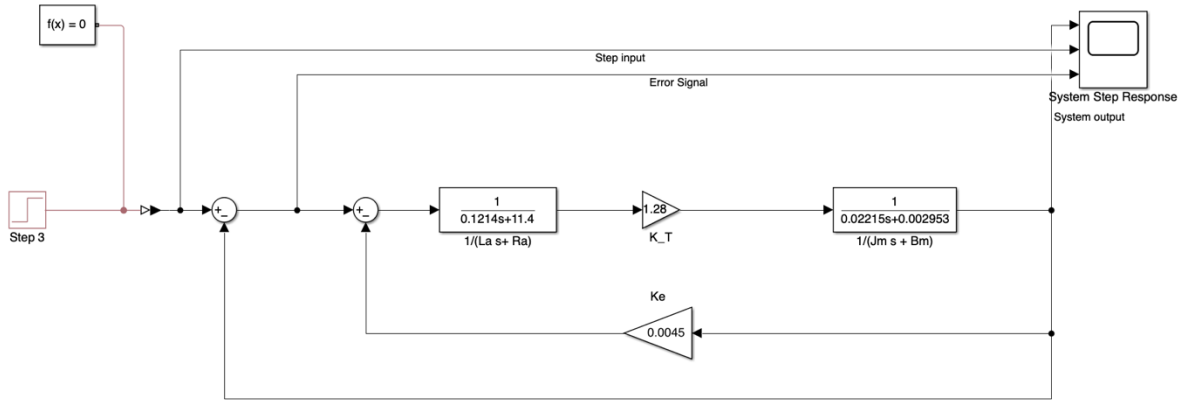 f(x) = 0
Step input
Error Signal
System Step Response
System output
Step 3
+
_
+
_
1
0.1214s+11.4
1/(La s+ Ra)
1.28
K_T
1
0.02215s+0.002953
1/(Jm s + Bm)
Ke
0.0045